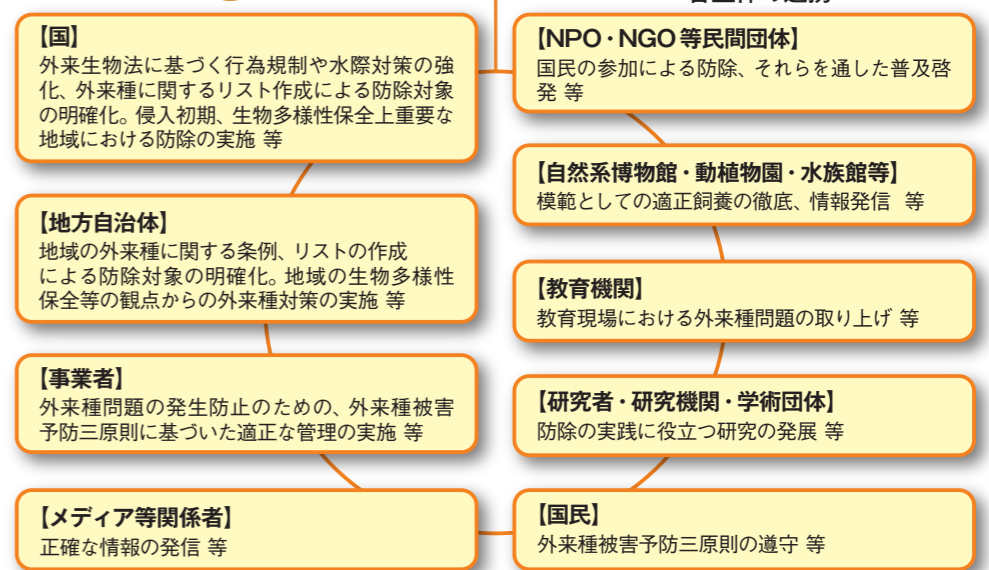 【国】
外来生物法に基づく行為規制や水際対策の強
化、外来種に関するリスト作成による防除対象
の明確化。侵入初期、生物多様性保全上重要な
地域における防除の実施 等
【地方自治体】
地域の外来種に関する条例、リストの作成
による防除対象の明確化。地域の生物多様性
保全等の観点からの外来種対策の実施 等
【事業者】
外来種問題の発生防止のための、外来種被害
予防三原則に基づいた適正な管理の実施 等
【メディア等関係者】
正確な情報の発信 等
【NPO・NGO 等民間団体】
国民の参加による防除、それらを通した普及啓
発 等
【自然系博物館・動植物園・水族館等】
模範としての適正飼養の徹底、情報発信 等
【教育機関】
教育現場における外来種問題の取り上げ 等
【研究者・研究機関・学術団体】
防除の実践に役立つ研究の発展 等
【国民】
外来種被害予防三原則の遵守 等